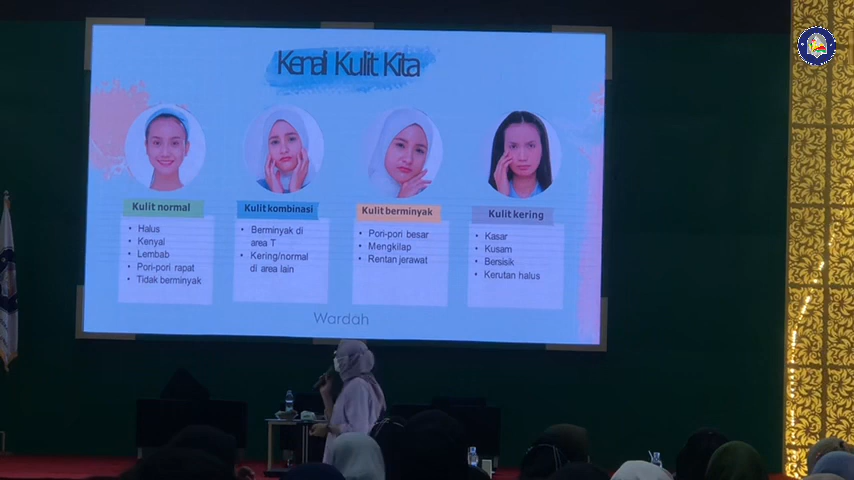 Kenali Kulit Kita
Kulit normal
• Halus
• Kenyal
• Lembab
• Pori-pori rapat
• Tidak berminyak
Kulit kombinasi
• Berminyak di
area T
• Kering/normal
di area lain
Kulit berminyak
• Pori-pori besar
• Mengkilap
• Rentan jerawat
Kulit kering
• Kasar
• Kusam
• Bersisik
• Kerutan halus
Wardah